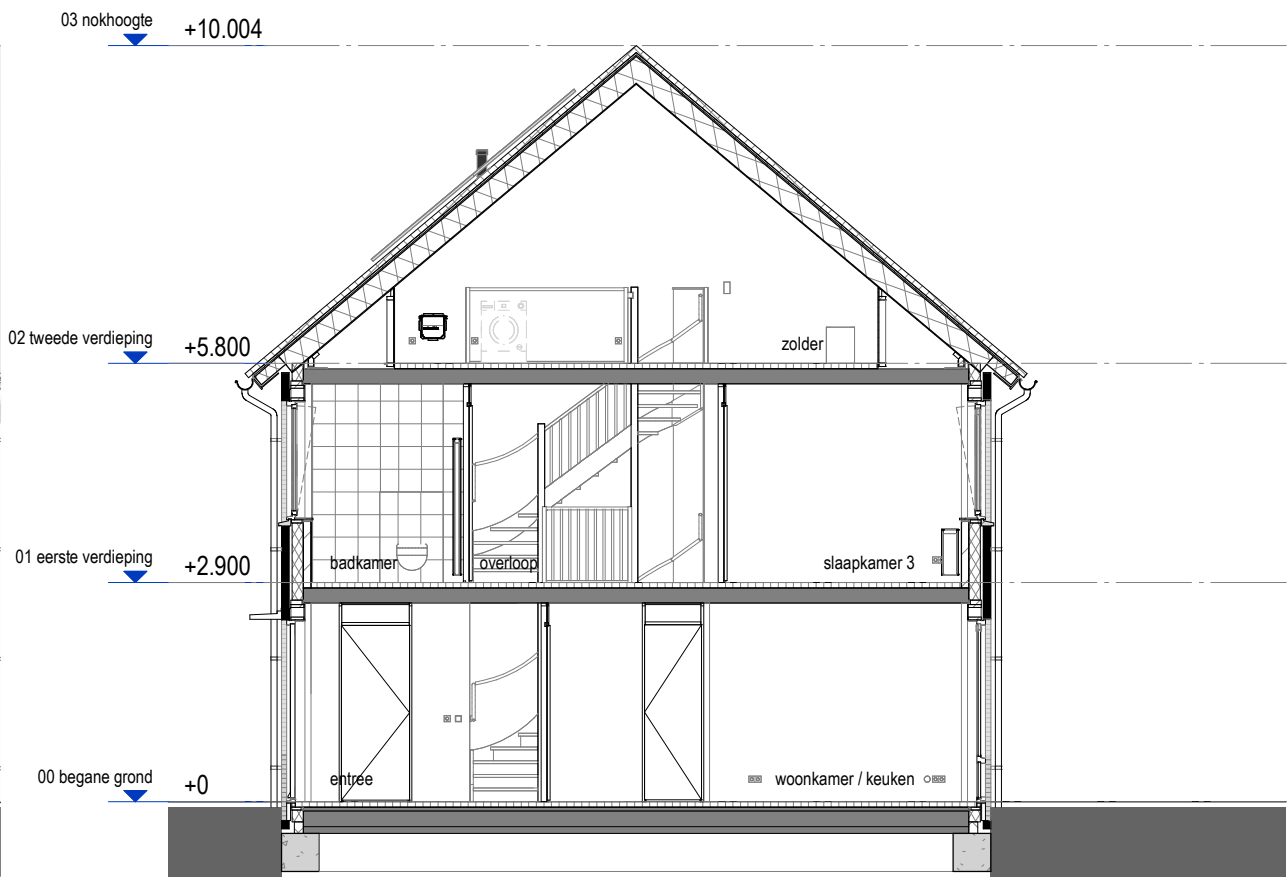 03 nokhoogte
+10.004
02 tweede verdieping
+5.800
zolder
01 eerste verdieping
+2.900
badkamer
overloop
slaapkamer 3
00 begane grond
+0
entree
woonkamer / keuken